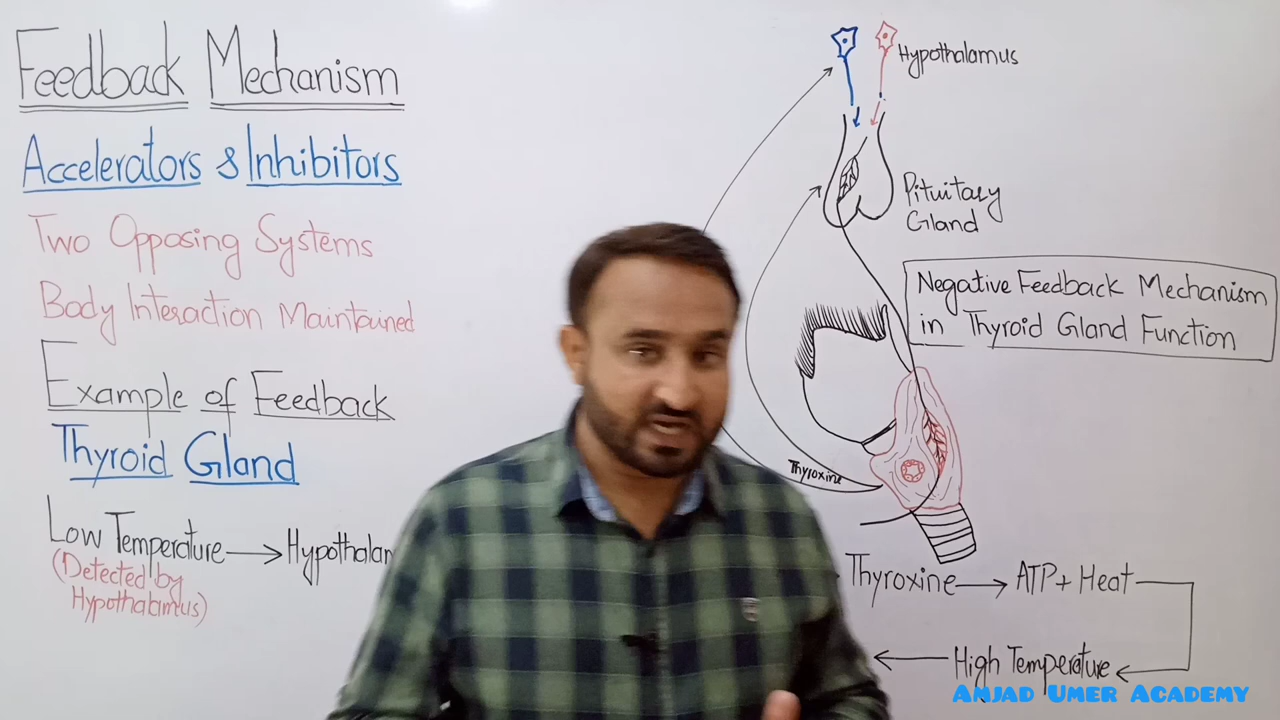 Feedback Mechanism
Accelerators & Inhibitors
Two Opposing Systems
Body Interaction Maintained
Example of Feedback
Thyroid Gland
Low Temperature
(Detected by
Hypothalamus)
Hypothalamus
Pituitary
Gland
Negative Feedback Mechanism
in Thyroid Gland Function
Thyroxine
Thyroxine → ATP + Heat
High Temperature
Amjad Umer Academy